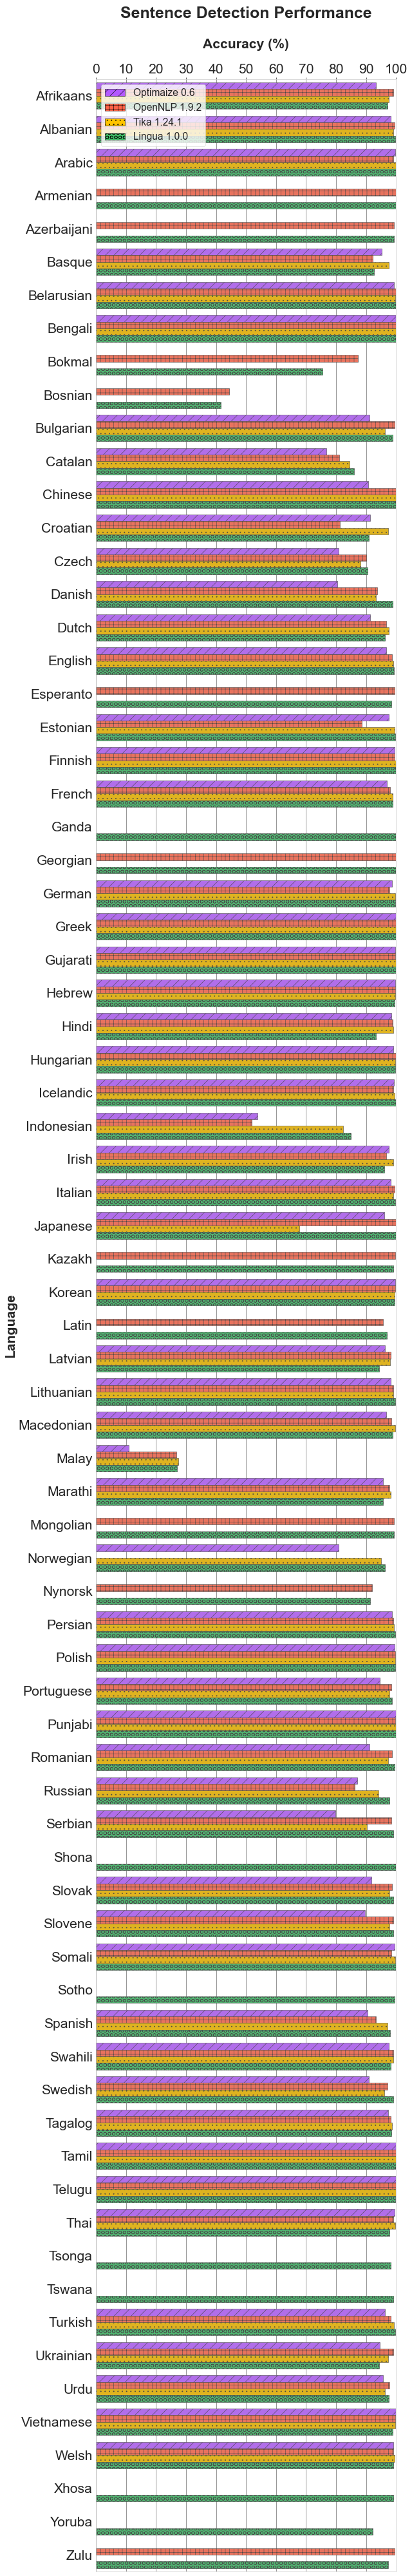 Sentence Detection Performance
Accuracy (%)
0 10 20 30 40 50 60 70 80 90 100
Optimaize 0.6
OpenNLP 1.9.2
Tika 1.24.1
Lingua 1.0.0
Language
Afrikaans
Albanian
Arabic
Armenian
Azerbaijani
Basque
Belarusian
Bengali
Bokmal
Bosnian
Bulgarian
Catalan
Chinese
Croatian
Czech
Danish
Dutch
English
Esperanto
Estonian
Finnish
French
Ganda
Georgian
German
Greek
Gujarati
Hebrew
Hindi
Hungarian
Icelandic
Indonesian
Irish
Italian
Japanese
Kazakh
Korean
Latin
Latvian
Lithuanian
Macedonian
Malay
Marathi
Mongolian
Norwegian
Nynorsk
Persian
Polish
Portuguese
Punjabi
Romanian
Russian
Serbian
Shona
Slovak
Slovene
Somali
Sotho
Spanish
Swahili
Swedish
Tagalog
Tamil
Telugu
Thai
Tsonga
Tswana
Turkish
Ukrainian
Urdu
Vietnamese
Welsh
Xhosa
Yoruba
Zulu